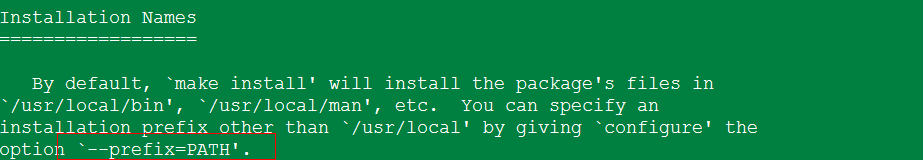 Installation Names
==================
By default, `make install' will install the package's files in
`/usr/local/bin', `/usr/local/man', etc.  You can specify an
installation prefix other than `/usr/local' by giving `configure' the
option `--prefix=PATH'.